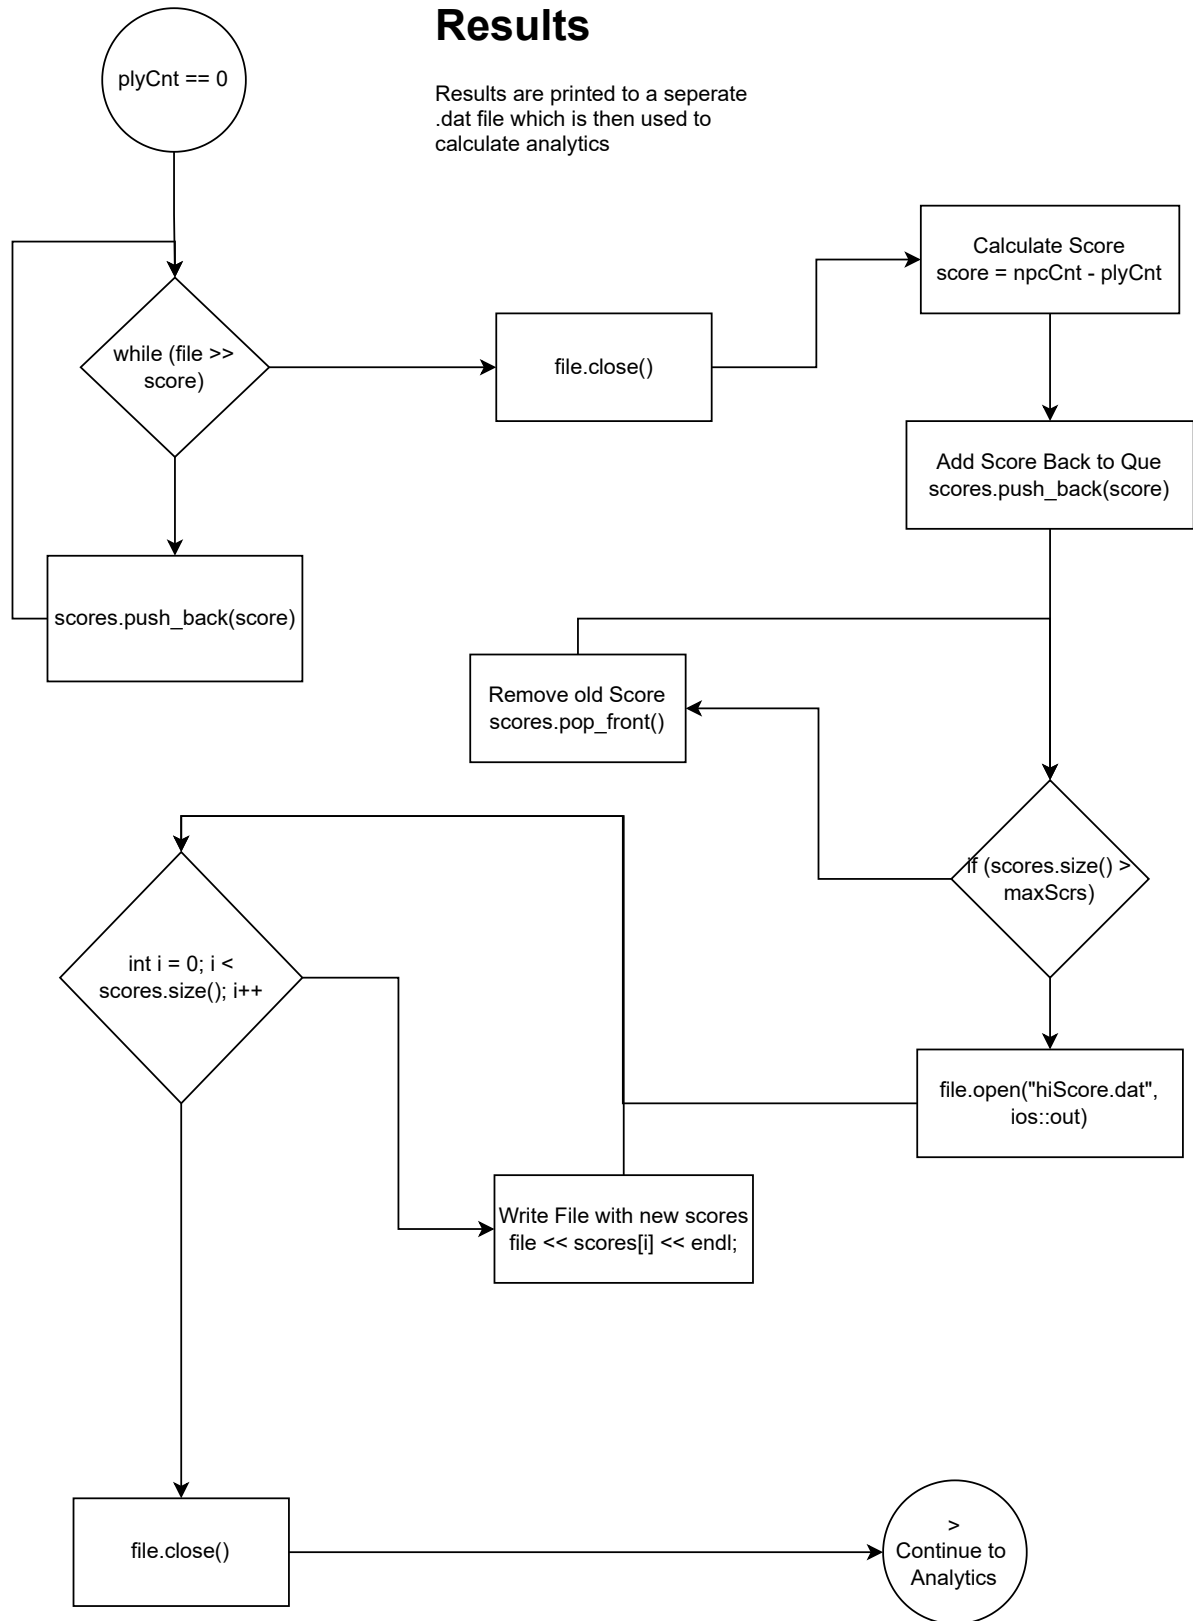 Results
plyCnt == 0
Results are printed to a seperate
.dat file which is then used to
calculate analytics
Calculate Score
score = npcCnt - plyCnt
while (file >>
score)
file.close()
Add Score Back to Que
scores.push_back(score)
scores.push_back(score)
Remove old Score
scores.pop_front()
if (scores.size() >
maxScrs)
int i = 0; i <
scores.size(); i++
file.open("hiScore.dat",
ios::out)
Write File with new scores
file << scores[i] << endl;
file.close()
>
Continue to
Analytics